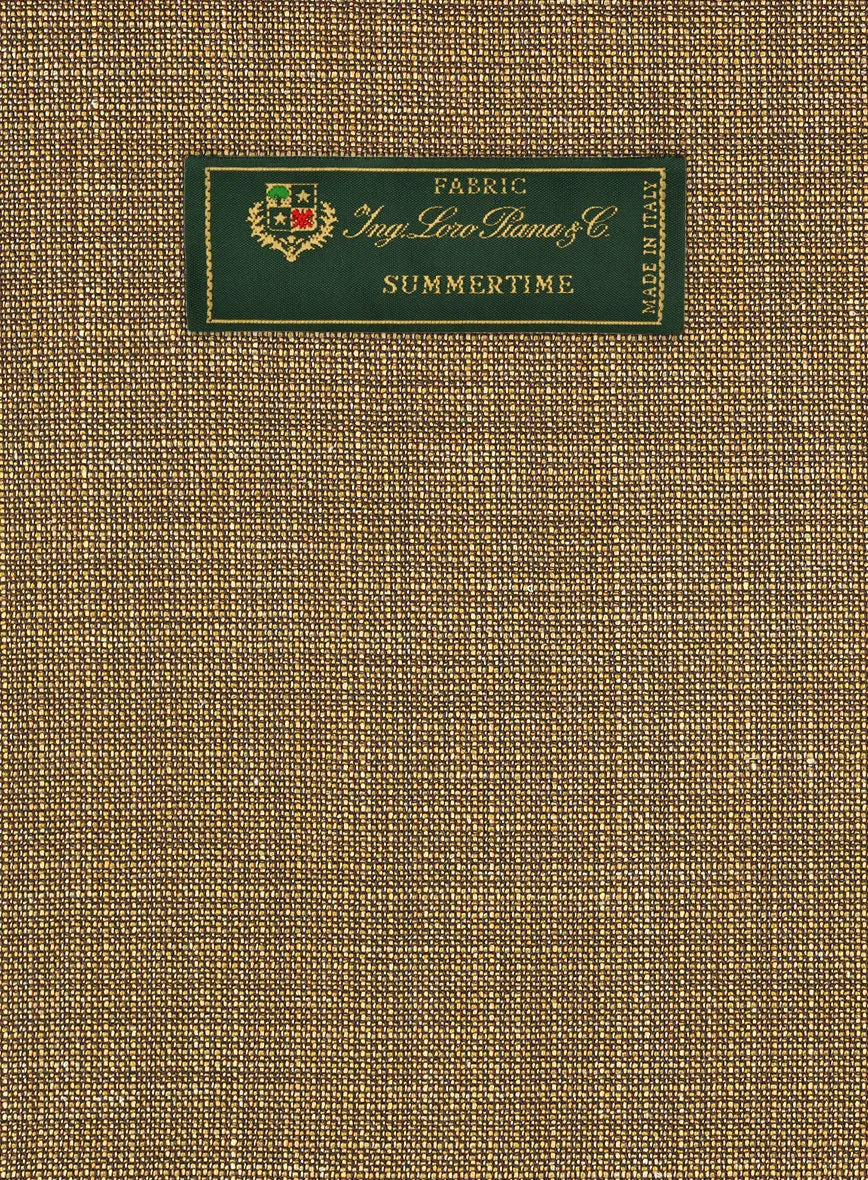 FABRIC
Ing. Loro Piana & C.
SUMMERTIME
MADE IN ITALY